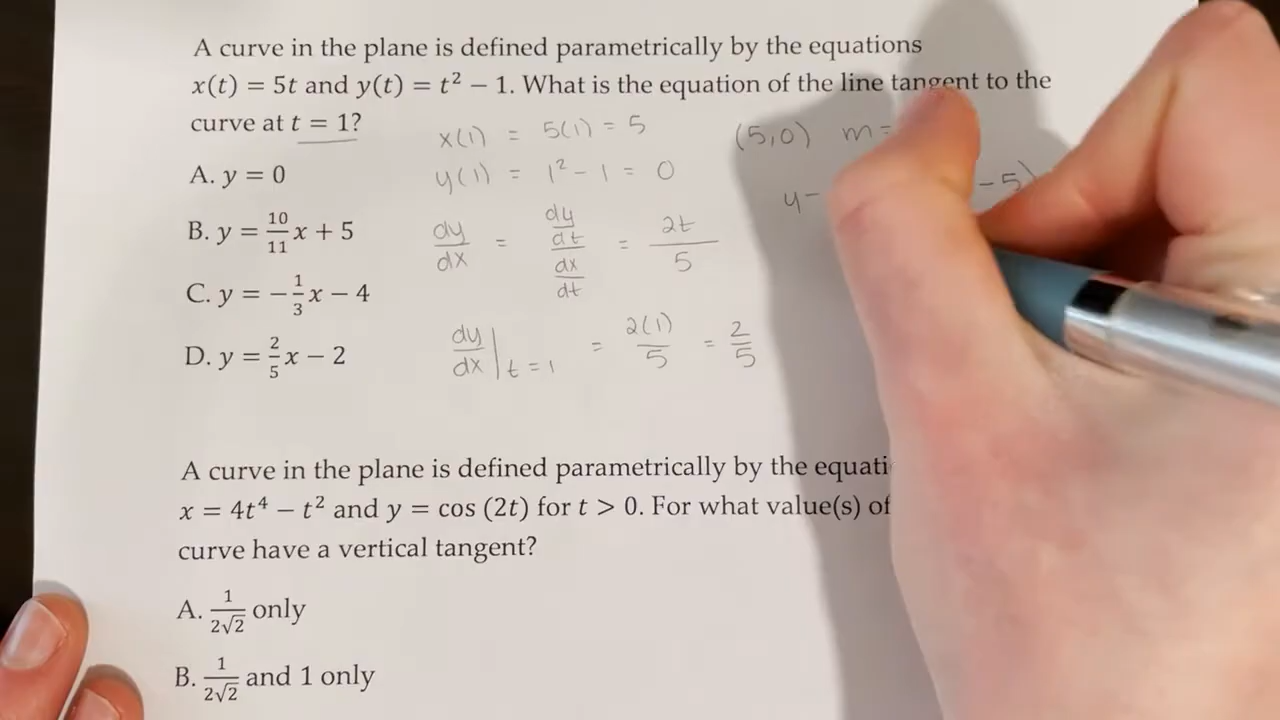 A curve in the plane is defined parametrically by the equations
x(t) = 5t and y(t) = t² − 1. What is the equation of the line tangent to the
curve at t = 1?
x(1) = 5(1) = 5
(5,0) m=
A. y = 0
y(1) = 1² − 1 = 0
y− −5)
B. y = 10/11 x + 5
dy/dx = dy/dt / dx/dt = 2t/5
C. y = −1/3 x − 4
D. y = 2/5 x − 2
dy/dx | t=1 = 2(1)/5 = 2/5
A curve in the plane is defined parametrically by the
x = 4t⁴ − t² and y = cos (2t) for t > 0. For what value(s) of
curve have a vertical tangent?
A. 1/2√2 only
B. 1/2√2 and 1 only